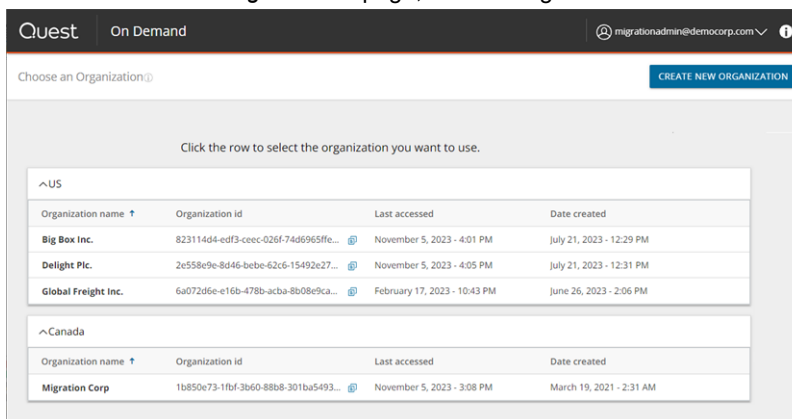 Quest On Demand migrationadmin@democorp.com
Choose an Organization CREATE NEW ORGANIZATION
Click the row to select the organization you want to use.
US
Organization name ↑ Organization id Last accessed Date created
Big Box Inc. 823114d4-edf3-ceec-026f-74d6965ffe... November 5, 2023 - 4:01 PM July 21, 2023 - 12:29 PM
Delight Plc. 2e558e9e-8d46-bebe-62c6-15492e27... November 5, 2023 - 4:05 PM July 21, 2023 - 12:31 PM
Global Freight Inc. 6a072d6e-e16b-478b-acba-8b08e9ca... February 17, 2023 - 10:43 PM June 26, 2023 - 2:06 PM
Canada
Organization name ↑ Organization id Last accessed Date created
Migration Corp 1b850e73-1fbf-3b60-88b8-301ba5493... November 5, 2023 - 3:08 PM March 19, 2021 - 2:31 AM